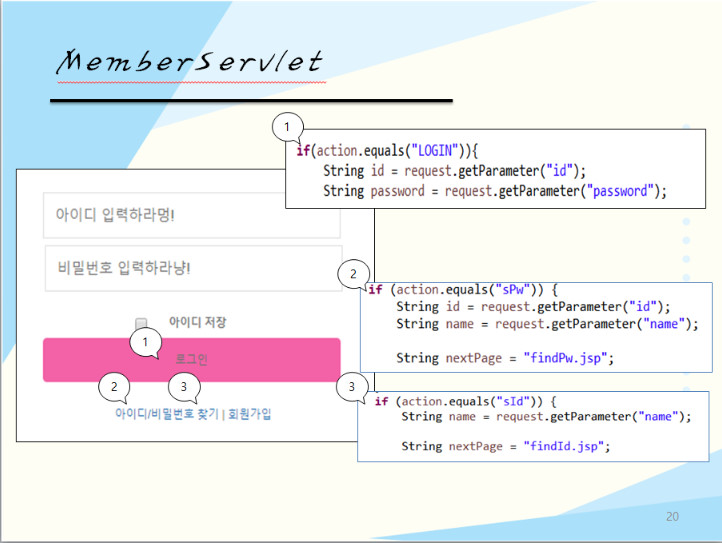 MemberServlet
1
if(action.equals("LOGIN")){
String id = request.getParameter("id");
String password = request.getParameter("password");
아이디 입력하라멍!
비밀번호 입력하라냥!
아이디 저장
1
로그인
2
3
아이디/비밀번호 찾기 | 회원가입
2
if (action.equals("sPw")) {
String id = request.getParameter("id");
String name = request.getParameter("name");
String nextPage = "findPw.jsp";
3
if (action.equals("sId")) {
String name = request.getParameter("name");
String nextPage = "findId.jsp";
20